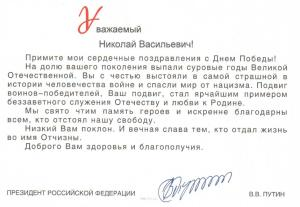 Уважаемый
Николай Васильевич!
Примите мои сердечные поздравления с Днем Победы!
На долю вашего поколения выпали суровые годы Великой
Отечественной. Вы с честью выстояли в самой страшной в
истории человечества войне и спасли мир от нацизма. Подвиг
воинов-победителей, Ваш подвиг, стал ярчайшим примером
беззаветного служения Отечеству и любви к Родине.
Мы свято чтим память героев и искренне благодарны
всем, кто отстоял нашу свободу.
Низкий Вам поклон. И вечная слава тем, кто отдал жизнь
во имя Отчизны.
Доброго Вам здоровья и благополучия.
ПРЕЗИДЕНТ РОССИЙСКОЙ ФЕДЕРАЦИИ В.В. ПУТИН